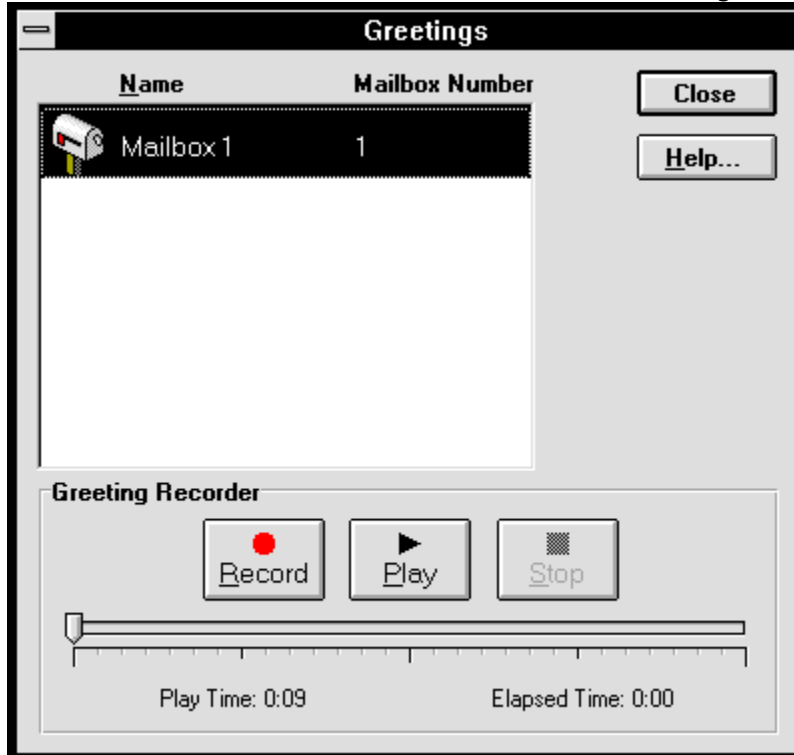 Greetings
Name Mailbox Number
Close
Mailbox 1 1
Help...
Greeting Recorder
Record Play Stop
Play Time: 0:09 Elapsed Time: 0:00